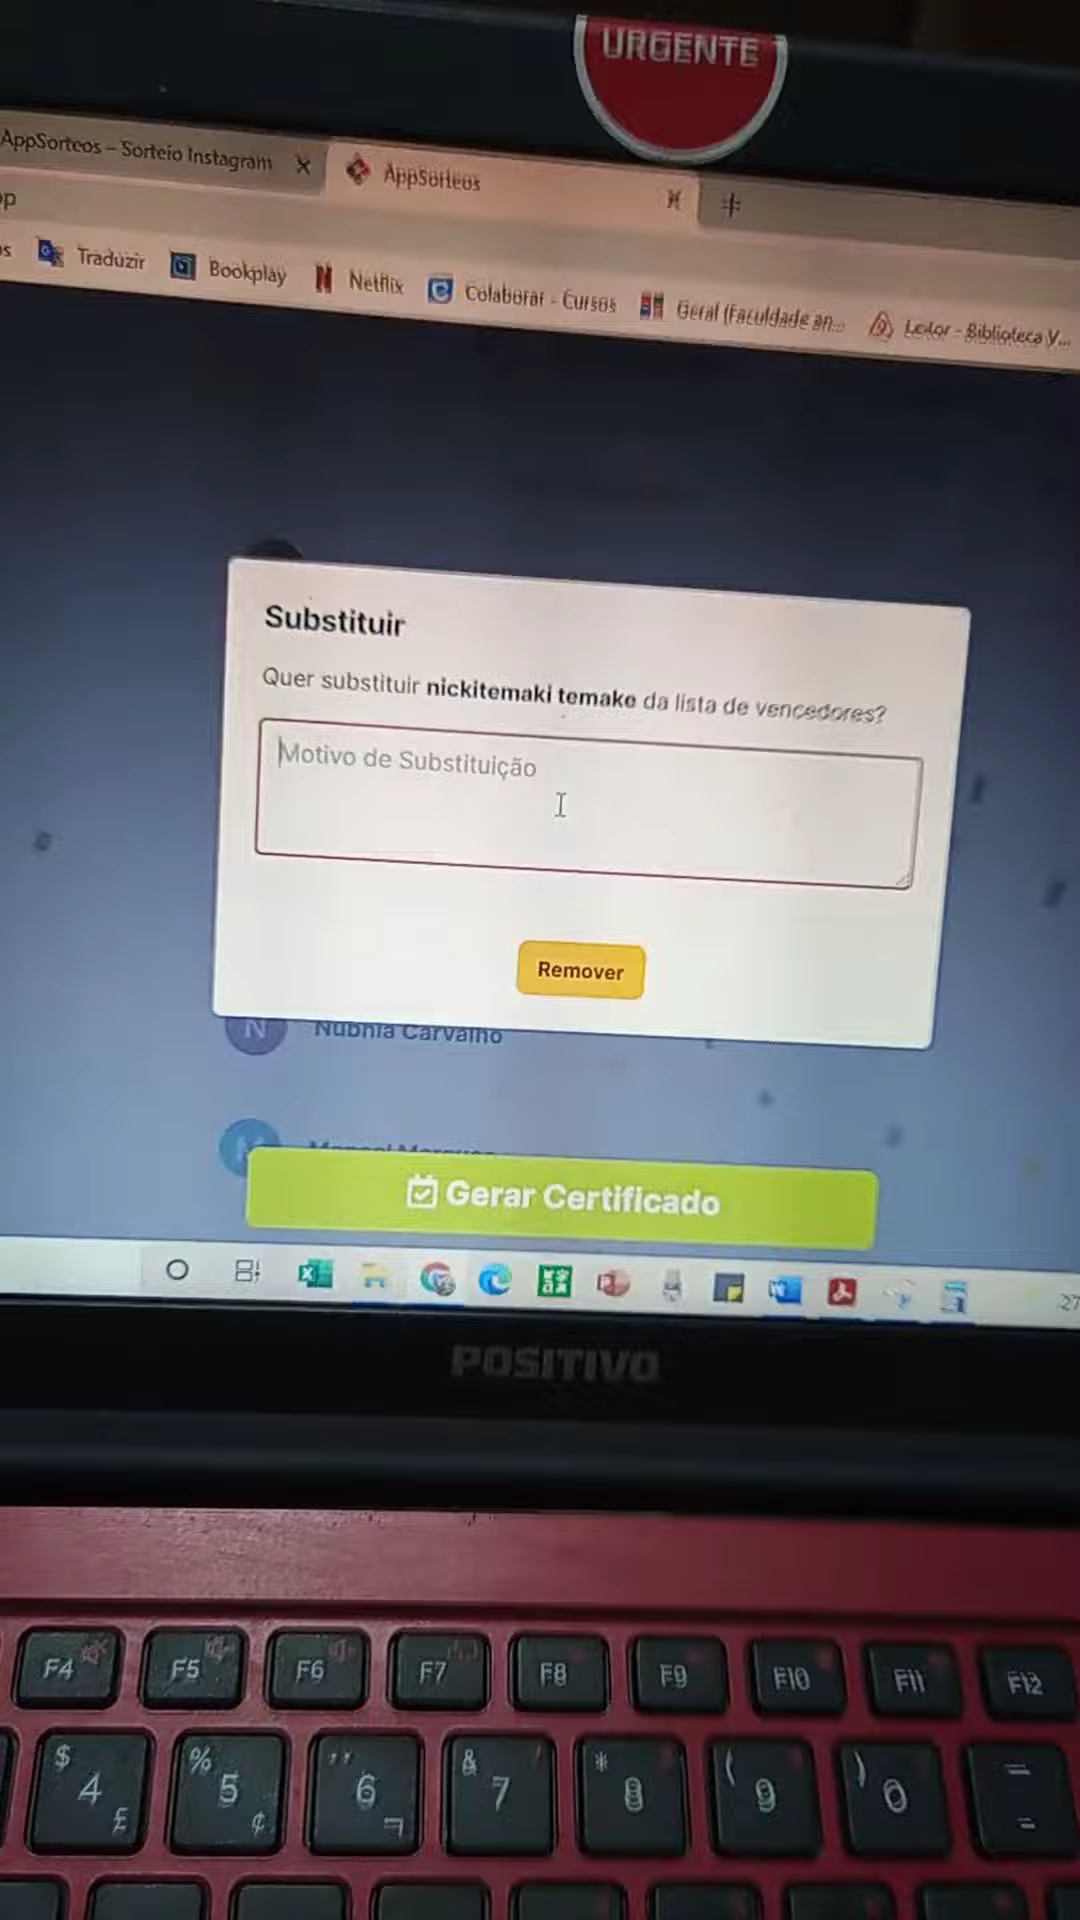 URGENTE
AppSorteos – Sorteio Instagram
AppSorteos
Traduzir
Bookplay
Netflix
Colaborar - Cursos
Geral (Faculdade an...
Leitor - Biblioteca V...
Substituir
Quer substituir nickitemaki temake da lista de vencedores?
Motivo de Substituição
Remover
N Nubhia Carvalho
Gerar Certificado
27
POSITIVO
F4 F5 F6 F7 F8 F9 F10 F11 F12
$ % & * ( )
4 5 6 7 8 9 0
£ ¢ ¬